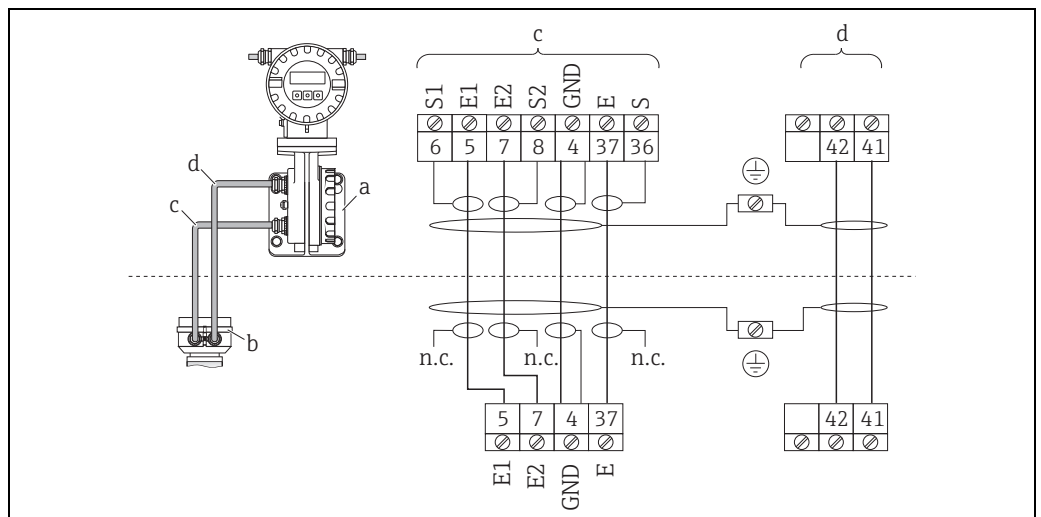 c
d
S1 E1 E2 S2 GND E S
6 5 7 8 4 37 36
42 41
d
c
a
b
n.c. n.c. n.c.
5 7 4 37
42 41
E1 E2 GND E